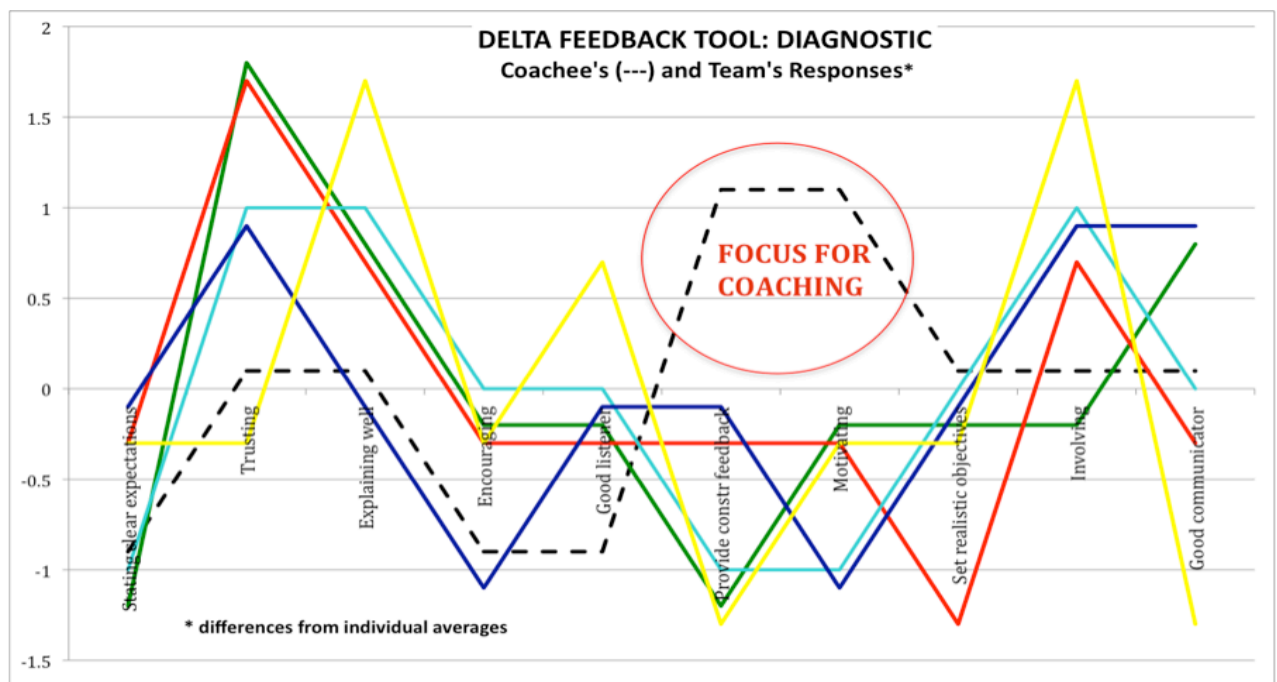 DELTA FEEDBACK TOOL: DIAGNOSTIC
Coachee's (---) and Team's Responses*
2
1.5
1
0.5
0
-0.5
-1
-1.5
FOCUS FOR
COACHING
Stating clear expectations
Trusting
Explaining well
Encouraging
Good listener
Provide constr feedback
Motivating
Set realistic objectives
Involving
Good communicator
* differences from individual averages